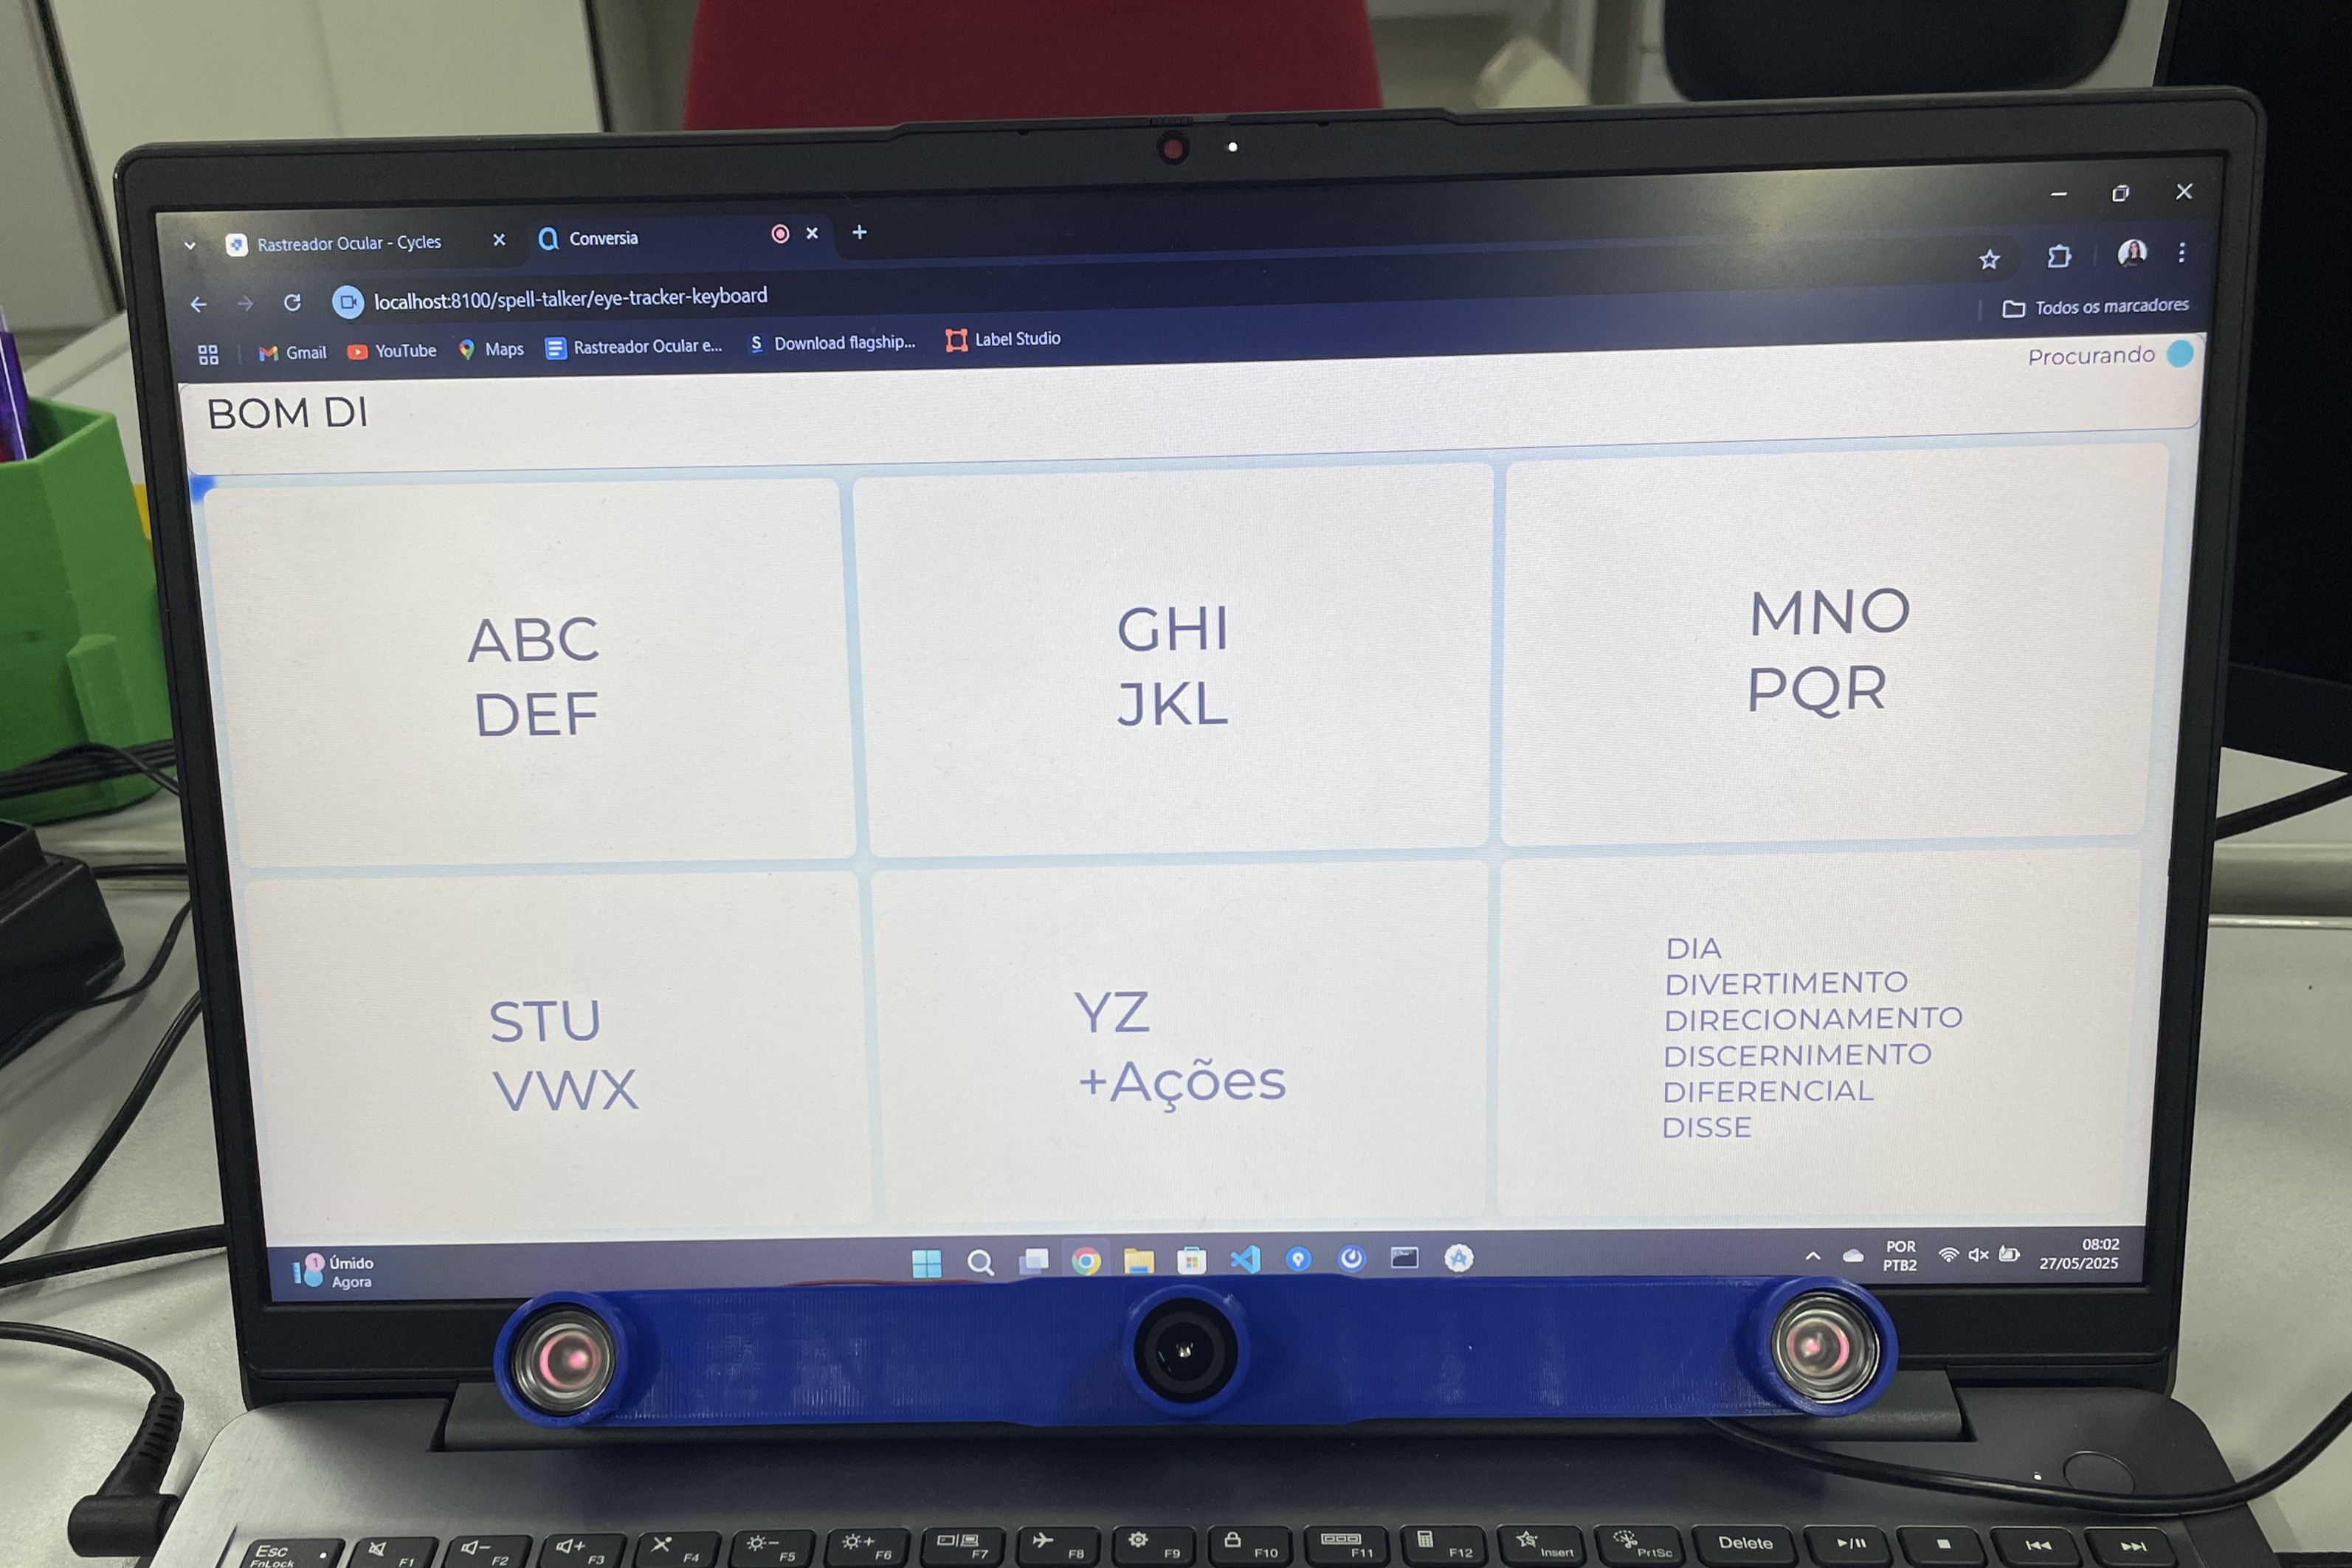 Rastreador Ocular - Cycles
Conversia
localhost:8100/spell-talker/eye-tracker-keyboard
Todos os marcadores
Gmail
YouTube
Maps
Rastreador Ocular e...
Download flagship...
Label Studio
Procurando
BOM DI
ABC
DEF
GHI
JKL
MNO
PQR
STU
VWX
YZ
+Ações
DIA
DIVERTIMENTO
DIRECIONAMENTO
DISCERNIMENTO
DIFERENCIAL
DISSE
1
Úmido
Agora
POR
PTB2
08:02
27/05/2025
Esc
FnLock
F1
F2
F3
F4
F5
F6
F7
F8
F9
F10
F11
F12
Insert
PrtSc
Delete